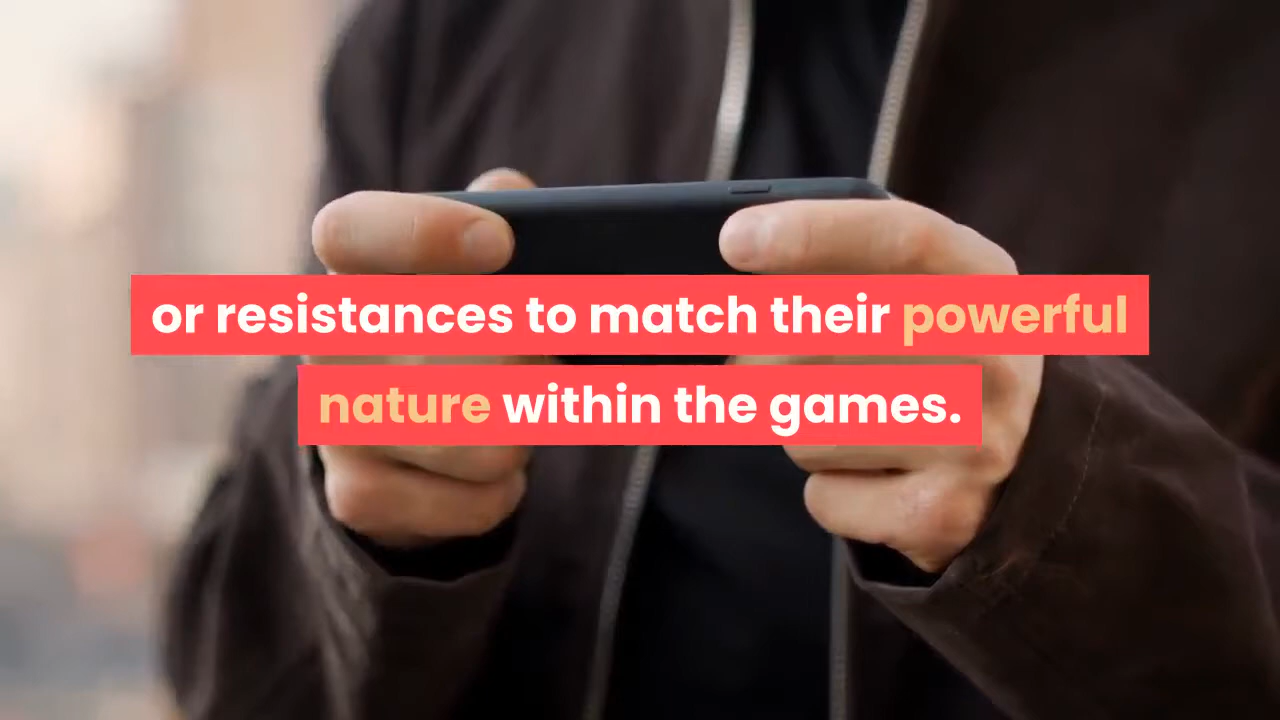 or resistances to match their powerful
nature within the games.